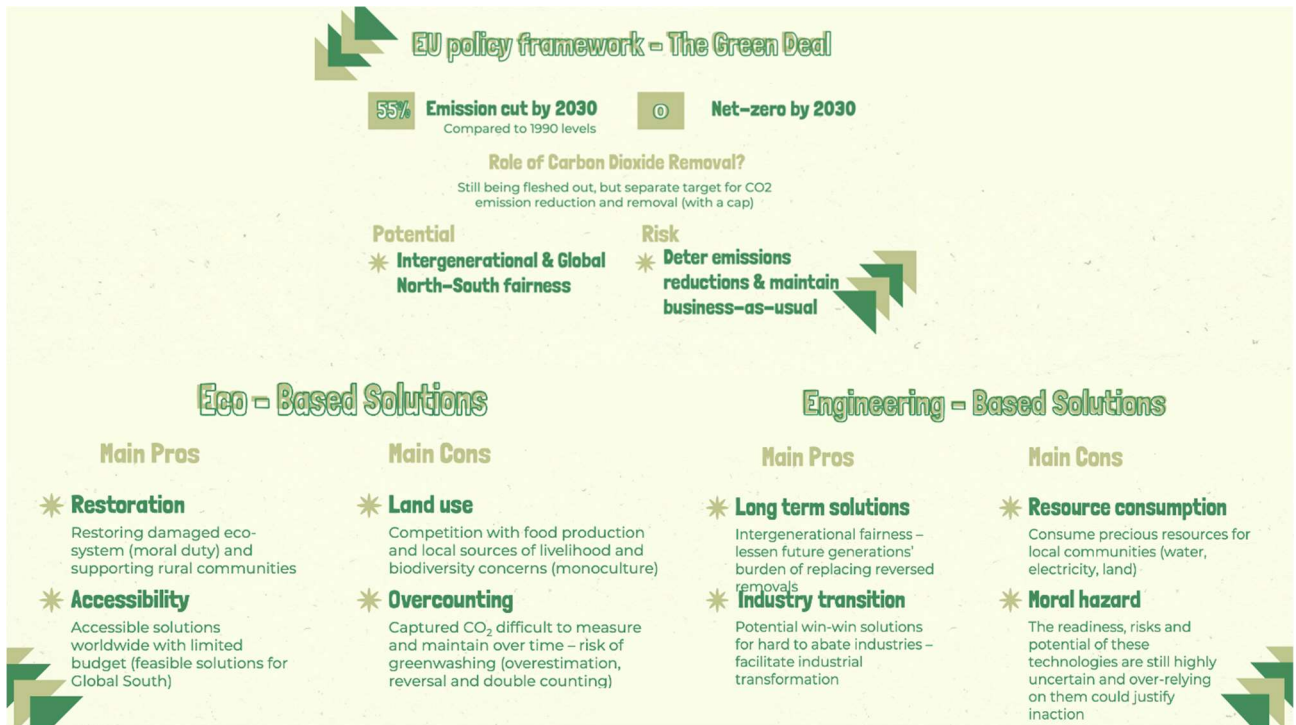 EU policy framework – The Green Deal
55% Emission cut by 2030
Compared to 1990 levels
0 Net-zero by 2030
Role of Carbon Dioxide Removal?
Still being fleshed out, but separate target for CO2
emission reduction and removal (with a cap)
Potential
Intergenerational & Global
North-South fairness
Risk
Deter emissions
reductions & maintain
business-as-usual
Eco – Based Solutions
Main Pros
Restoration
Restoring damaged eco-
system (moral duty) and
supporting rural communities
Accessibility
Accessible solutions
worldwide with limited
budget (feasible solutions for
Global South)
Main Cons
Land use
Competition with food production
and local sources of livelihood and
biodiversity concerns (monoculture)
Overcounting
Captured CO₂ difficult to measure
and maintain over time – risk of
greenwashing (overestimation,
reversal and double counting)
Engineering – Based Solutions
Main Pros
Long term solutions
Intergenerational fairness –
lessen future generations'
burden of replacing reversed
removals
Industry transition
Potential win-win solutions
for hard to abate industries –
facilitate industrial
transformation
Main Cons
Resource consumption
Consume precious resources for
local communities (water,
electricity, land)
Moral hazard
The readiness, risks and
potential of these
technologies are still highly
uncertain and over-relying
on them could justify
inaction